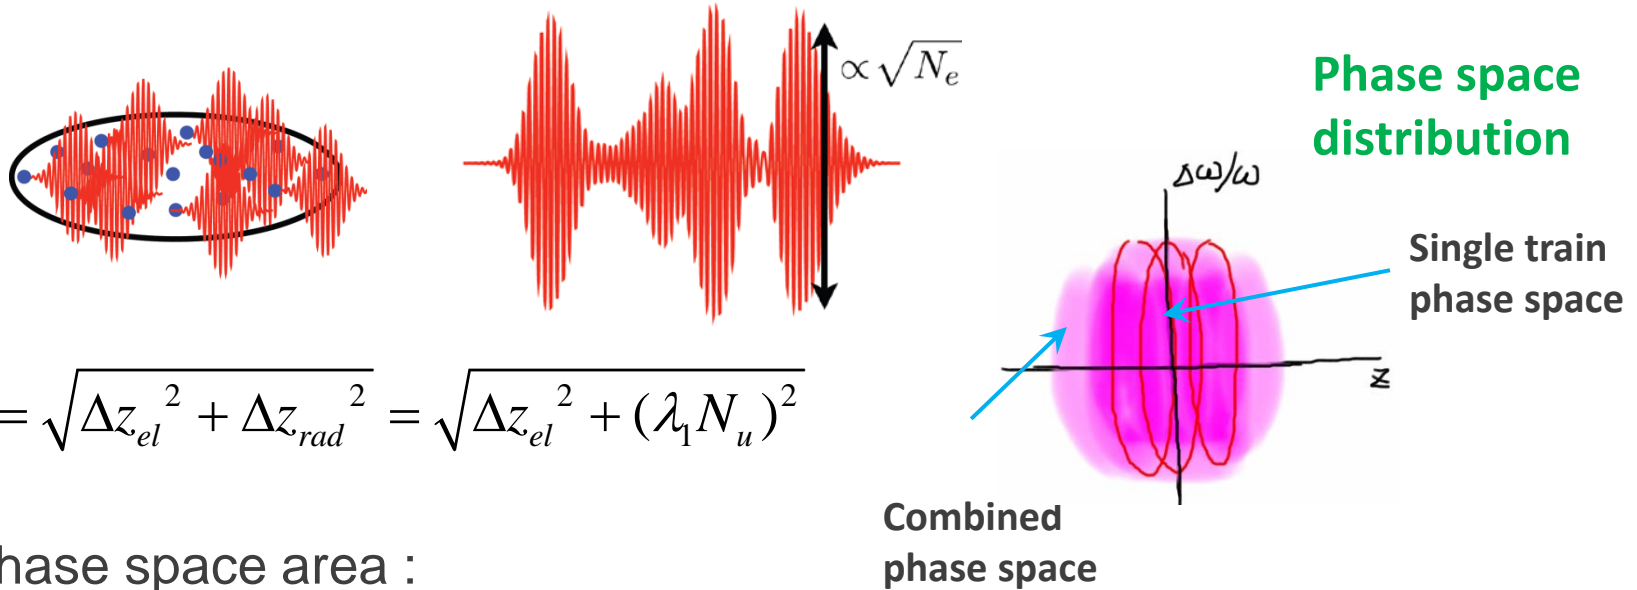 ∝√N_e
Phase space
distribution
Δω/ω
Single train
phase space
z
= √(Δz_el² + Δz_rad²) = √(Δz_el² + (λ₁N_u)²)
Combined
phase space
hase space area :